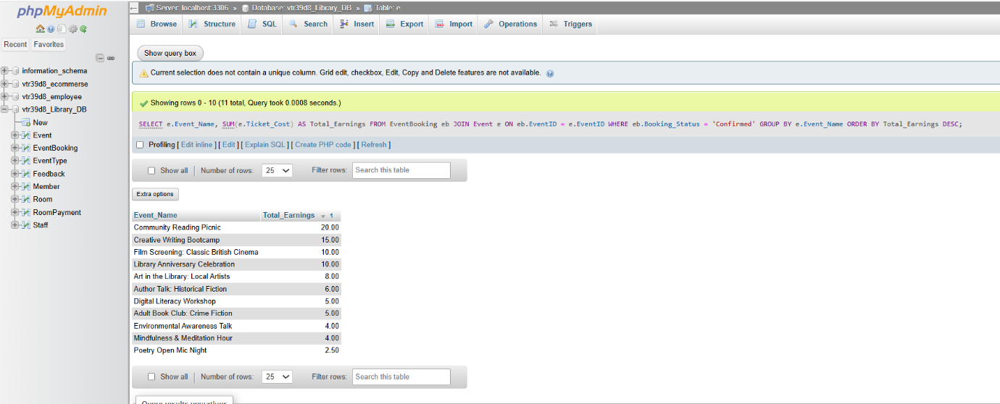 phpMyAdmin
Server: localhost:3306 » Database: vtr39d8_Library_DB » Table: e
Browse Structure SQL Search Insert Export Import Operations Triggers
Recent Favorites
information_schema
vtr39d8_ecommerse
vtr39d8_employee
vtr39d8_Library_DB
New
Event
EventBooking
EventType
Feedback
Member
Room
RoomPayment
Staff
Show query box
Current selection does not contain a unique column. Grid edit, checkbox, Edit, Copy and Delete features are not available.
Showing rows 0 - 10 (11 total, Query took 0.0008 seconds.)
SELECT e.Event_Name, SUM(e.Ticket_Cost) AS Total_Earnings FROM EventBooking eb JOIN Event e ON eb.EventID = e.EventID WHERE eb.Booking_Status = 'Confirmed' GROUP BY e.Event_Name ORDER BY Total_Earnings DESC;
Profiling [ Edit inline ] [ Edit ] [ Explain SQL ] [ Create PHP code ] [ Refresh ]
Show all | Number of rows: 25 Filter rows: Search this table
Extra options
Event_Name Total_Earnings 1
Community Reading Picnic 20.00
Creative Writing Bootcamp 15.00
Film Screening: Classic British Cinema 10.00
Library Anniversary Celebration 10.00
Art in the Library: Local Artists 8.00
Author Talk: Historical Fiction 6.00
Digital Literacy Workshop 5.00
Adult Book Club: Crime Fiction 5.00
Environmental Awareness Talk 4.00
Mindfulness & Meditation Hour 4.00
Poetry Open Mic Night 2.50
Show all | Number of rows: 25 Filter rows: Search this table
Query results operations